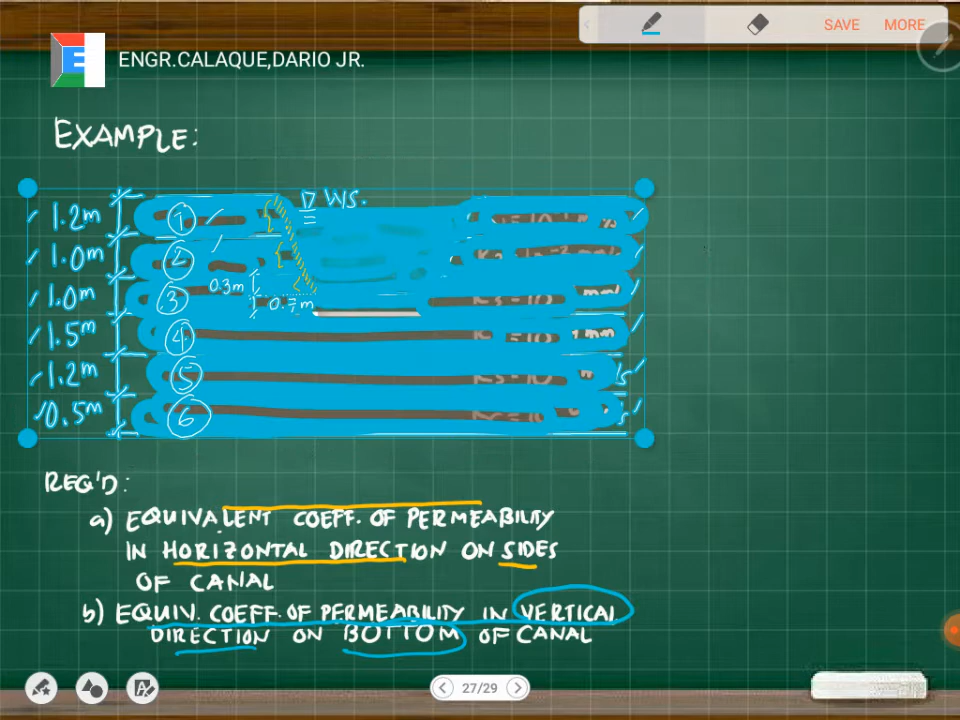 SAVE MORE
ENGR.CALAQUE,DARIO JR.
EXAMPLE:
W.S.
1.2m 1
1.0m 2
0.3m
1.0m 3
0.7m
1.5m 4
1.2m 5
0.5m 6
REQ'D:
a) EQUIVALENT COEFF. OF PERMEABILITY
IN HORIZONTAL DIRECTION ON SIDES
OF CANAL
b) EQUIV. COEFF. OF PERMEABILITY IN VERTICAL
DIRECTION ON BOTTOM OF CANAL
27/29